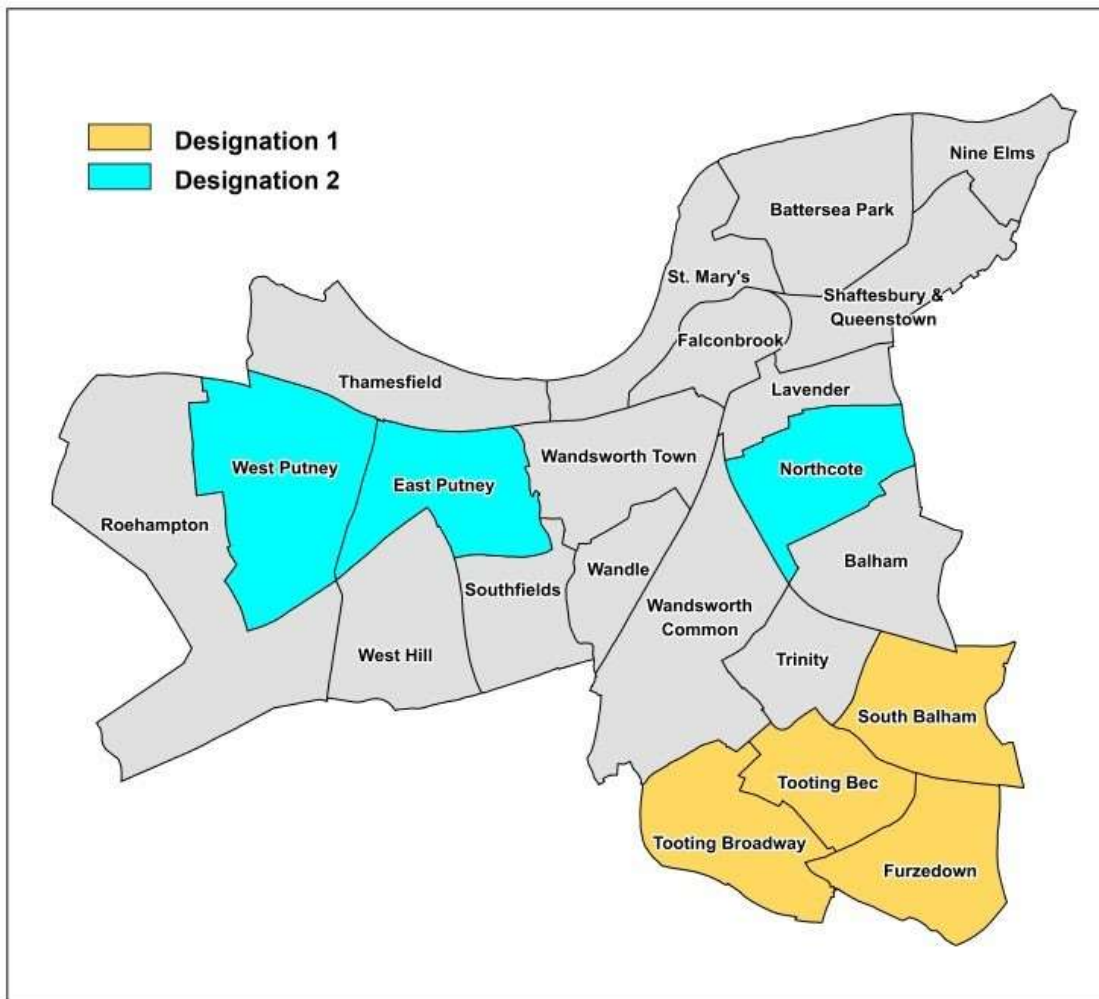 Designation 1
Designation 2
Nine Elms
Battersea Park
St. Mary's
Shaftesbury &
Queenstown
Falconbrook
Thamesfield
Lavender
Wandsworth Town
West Putney
East Putney
Northcote
Roehampton
Balham
Wandle
Southfields
Wandsworth
Common
West Hill
Trinity
South Balham
Tooting Bec
Tooting Broadway
Furzedown